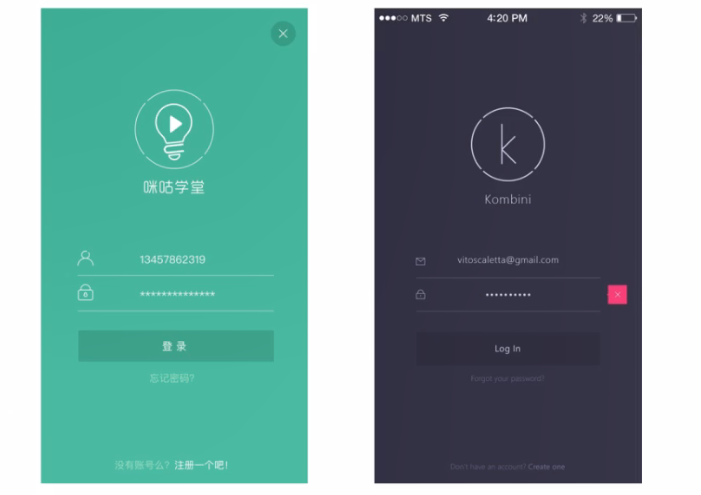 咪咕学堂
13457862319
**************
登 录
忘记密码?
没有账号么? 注册一个吧!
MTS 4:20 PM 22%
k
Kombini
vitoscaletta@gmail.com
••••••••••
Log In
Forgot your password?
Don't have an account? Create one